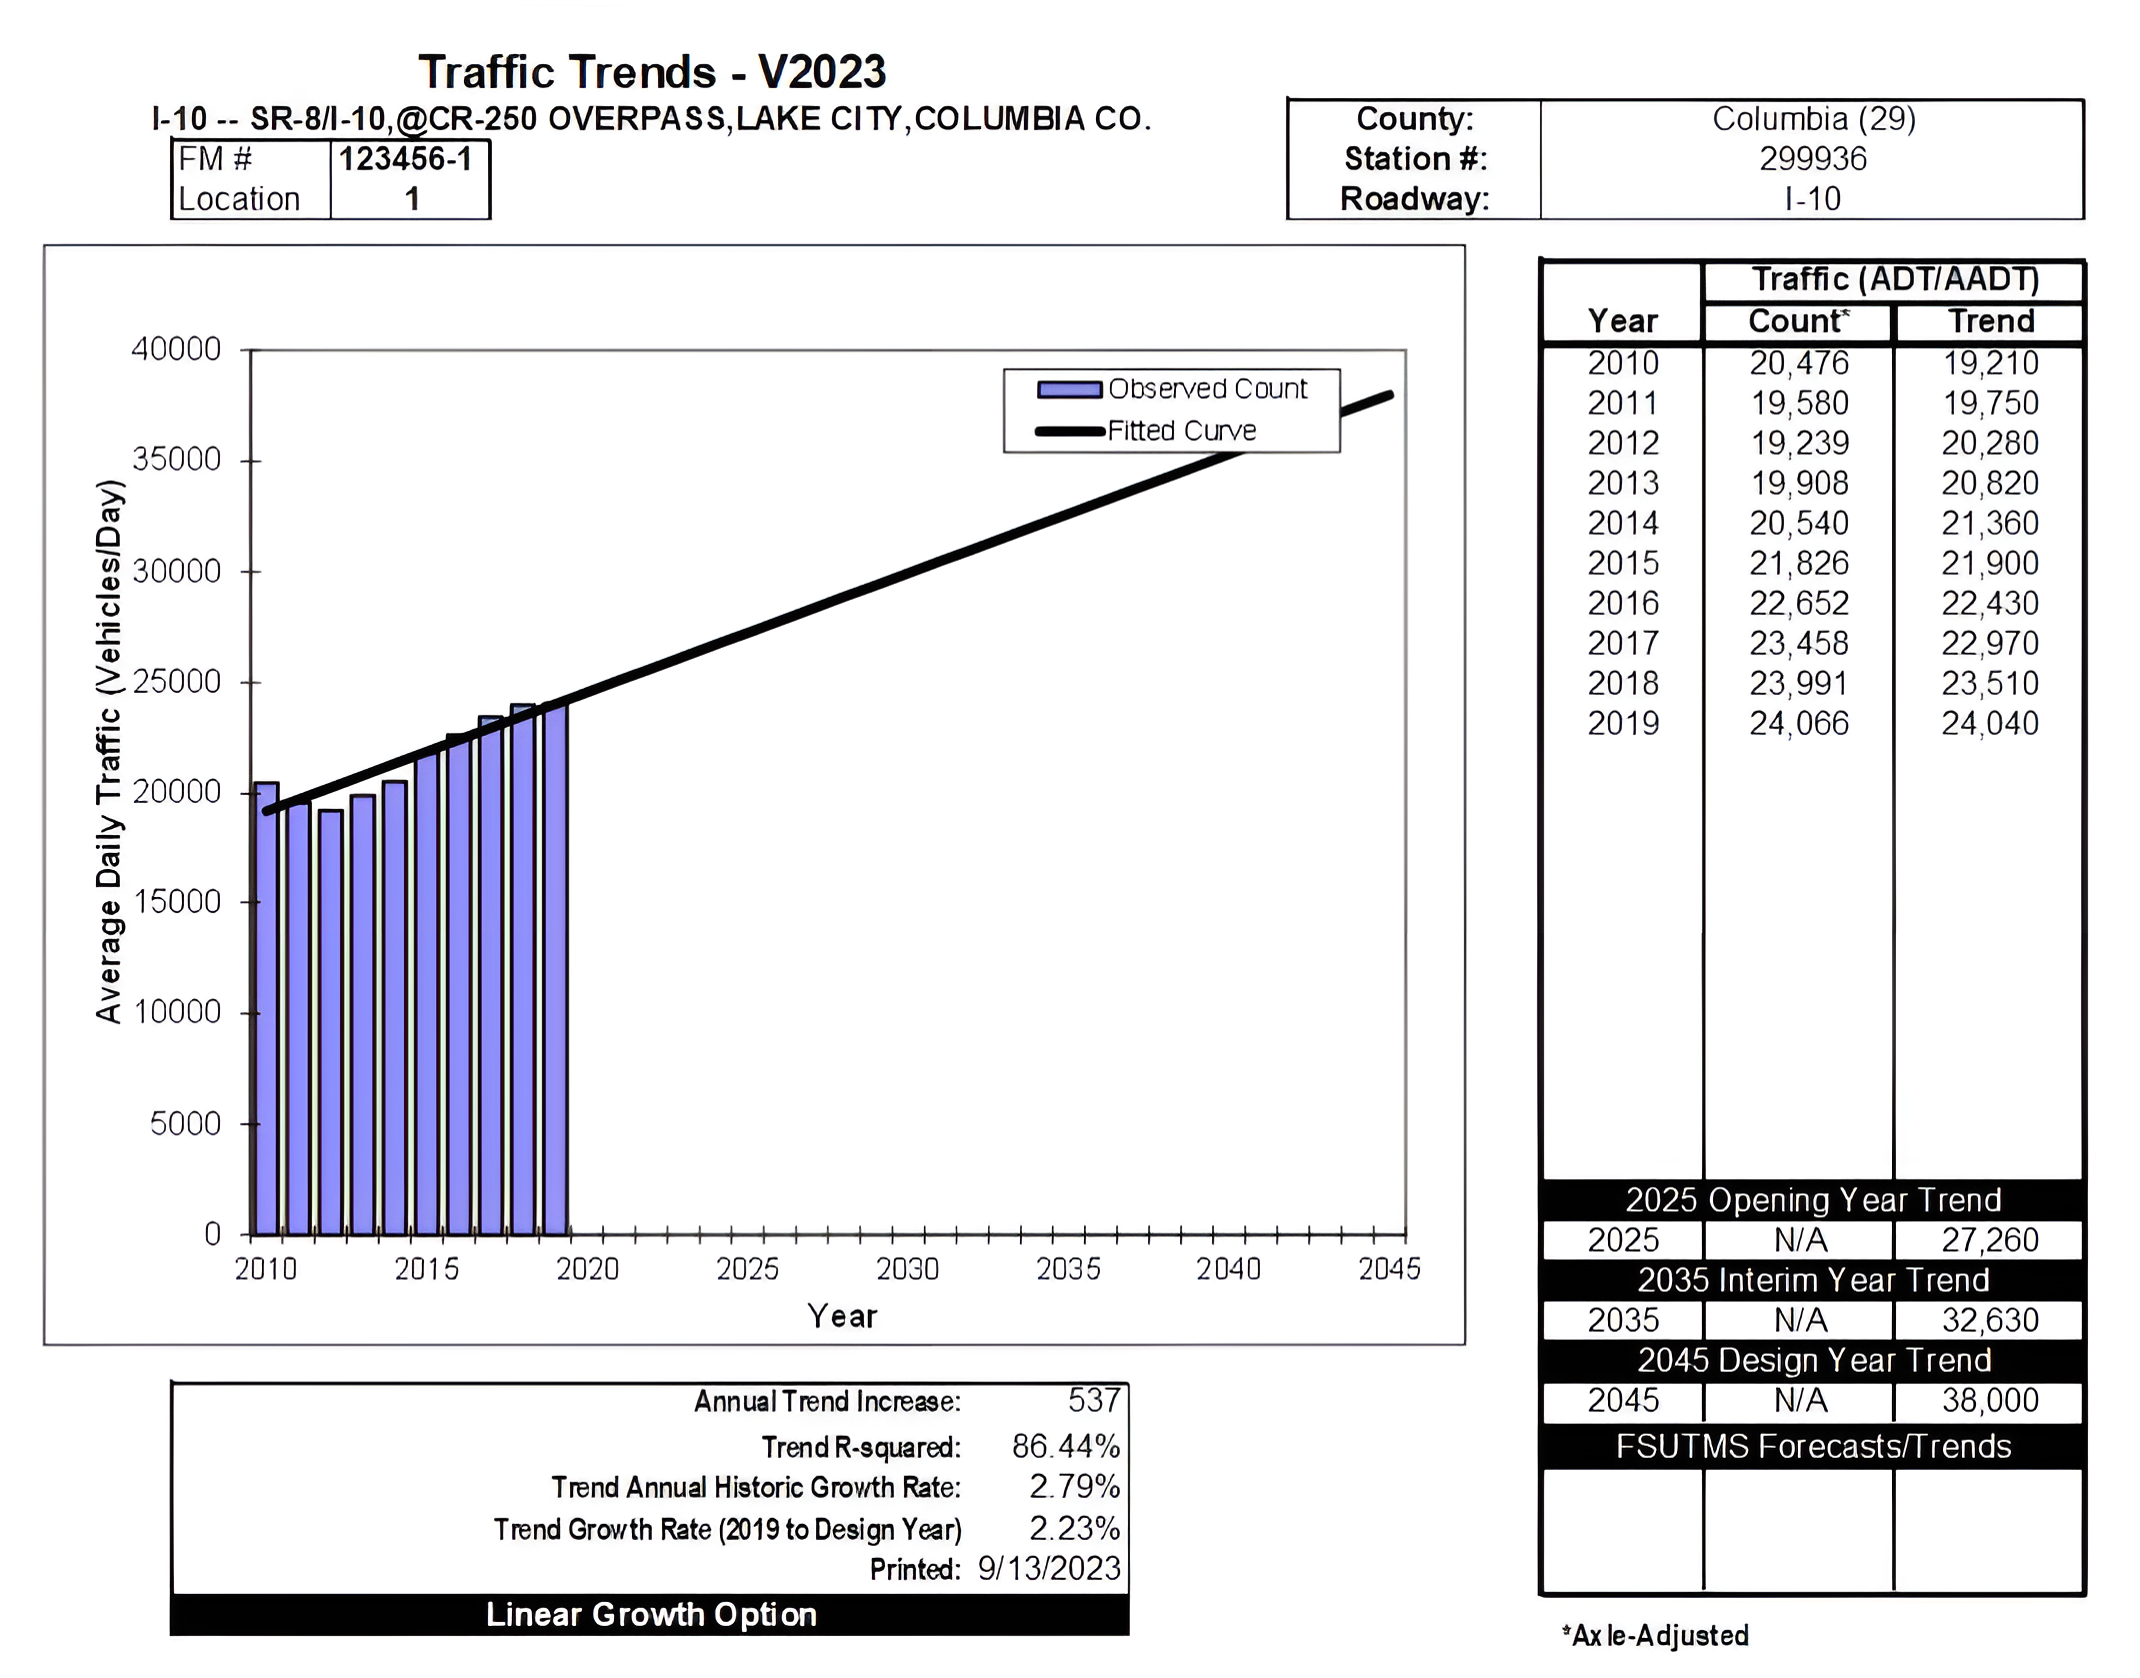 Traffic Trends - V2023
I-10 -- SR-8/I-10,@CR-250 OVERPASS,LAKE CITY,COLUMBIA CO.
FM # 123456-1
Location 1
County: Columbia (29)
Station #: 299936
Roadway: I-10
Average Daily Traffic (Vehicles/Day)
40000
35000
30000
25000
20000
15000
10000
5000
0
Observed Count
Fitted Curve
2010 2015 2020 2025 2030 2035 2040 2045
Year
Traffic (ADT/AADT)
Year Count* Trend
2010 20,476 19,210
2011 19,580 19,750
2012 19,239 20,280
2013 19,908 20,820
2014 20,540 21,360
2015 21,826 21,900
2016 22,652 22,430
2017 23,458 22,970
2018 23,991 23,510
2019 24,066 24,040
2025 Opening Year Trend
2025 N/A 27,260
2035 Interim Year Trend
2035 N/A 32,630
2045 Design Year Trend
2045 N/A 38,000
FSUTMS Forecasts/Trends
*Axle-Adjusted
Annual Trend Increase: 537
Trend R-squared: 86.44%
Trend Annual Historic Growth Rate: 2.79%
Trend Growth Rate (2019 to Design Year) 2.23%
Printed: 9/13/2023
Linear Growth Option